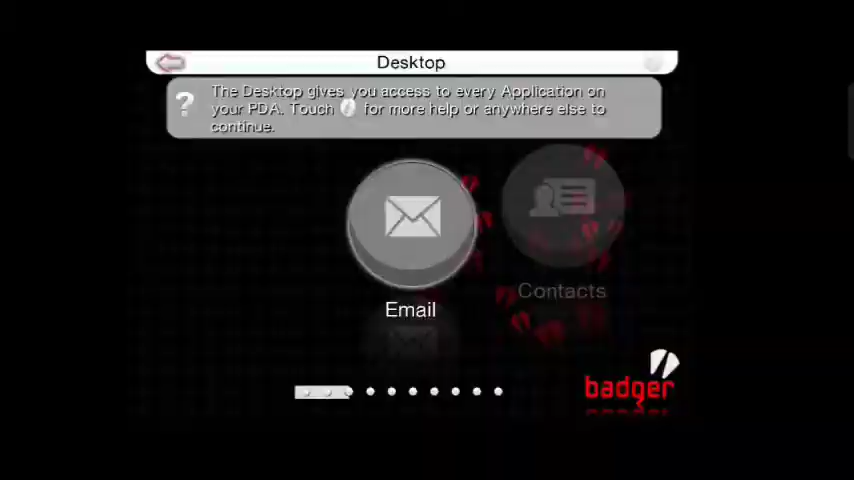 Desktop
The Desktop gives you access to every Application on
your PDA. Touch for more help or anywhere else to
continue.
Contacts
Email
badger